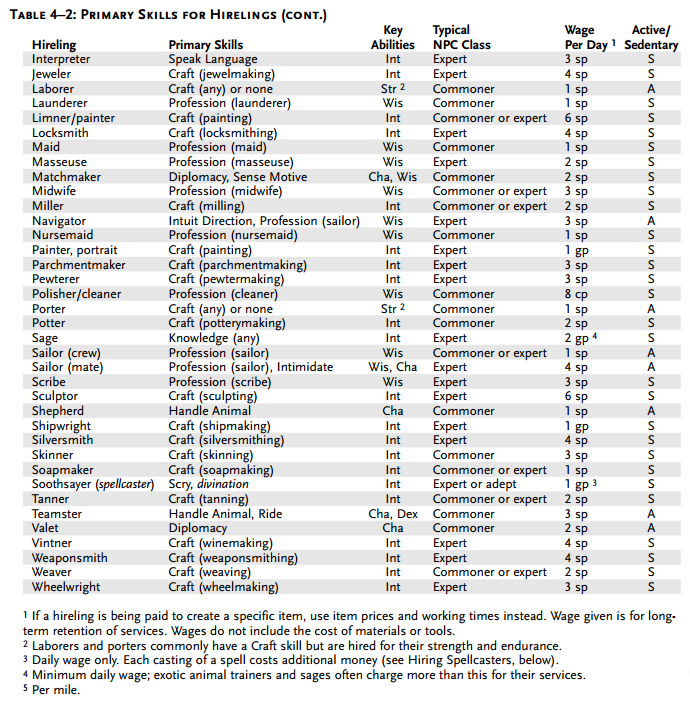 TABLE 4–2: PRIMARY SKILLS FOR HIRELINGS (CONT.)
Key Typical Wage Active/
Hireling Primary Skills Abilities NPC Class Per Day 1 Sedentary
Interpreter Speak Language Int Expert 3 sp S
Jeweler Craft (jewelmaking) Int Expert 4 sp S
Laborer Craft (any) or none Str 2 Commoner 1 sp A
Launderer Profession (launderer) Wis Commoner 1 sp S
Limner/painter Craft (painting) Int Commoner or expert 6 sp S
Locksmith Craft (locksmithing) Int Expert 4 sp S
Maid Profession (maid) Wis Commoner 1 sp S
Masseuse Profession (masseuse) Wis Expert 2 sp S
Matchmaker Diplomacy, Sense Motive Cha, Wis Commoner 2 sp S
Midwife Profession (midwife) Wis Commoner or expert 3 sp S
Miller Craft (milling) Int Commoner or expert 2 sp S
Navigator Intuit Direction, Profession (sailor) Wis Expert 3 sp A
Nursemaid Profession (nursemaid) Wis Commoner 1 sp S
Painter, portrait Craft (painting) Int Expert 1 gp S
Parchmentmaker Craft (parchmentmaking) Int Expert 3 sp S
Pewterer Craft (pewtermaking) Int Expert 3 sp S
Polisher/cleaner Profession (cleaner) Wis Commoner 8 cp S
Porter Craft (any) or none Str 2 Commoner 1 sp A
Potter Craft (potterymaking) Int Commoner 2 sp S
Sage Knowledge (any) Int Expert 2 gp 4 S
Sailor (crew) Profession (sailor) Wis Commoner or expert 1 sp A
Sailor (mate) Profession (sailor), Intimidate Wis, Cha Expert 4 sp A
Scribe Profession (scribe) Wis Expert 3 sp S
Sculptor Craft (sculpting) Int Expert 6 sp S
Shepherd Handle Animal Cha Commoner 1 sp A
Shipwright Craft (shipmaking) Int Expert 1 gp S
Silversmith Craft (silversmithing) Int Expert 4 sp S
Skinner Craft (skinning) Int Commoner 3 sp S
Soapmaker Craft (soapmaking) Int Commoner or expert 1 sp S
Soothsayer (spellcaster) Scry, divination Int Expert or adept 1 gp 3 S
Tanner Craft (tanning) Int Commoner or expert 2 sp S
Teamster Handle Animal, Ride Cha, Dex Commoner 3 sp A
Valet Diplomacy Cha Commoner 2 sp A
Vintner Craft (winemaking) Int Expert 4 sp S
Weaponsmith Craft (weaponsmithing) Int Expert 4 sp S
Weaver Craft (weaving) Int Commoner or expert 2 sp S
Wheelwright Craft (wheelmaking) Int Expert 3 sp S
1 If a hireling is being paid to create a specific item, use item prices and working times instead. Wage given is for long-
term retention of services. Wages do not include the cost of materials or tools.
2 Laborers and porters commonly have a Craft skill but are hired for their strength and endurance.
3 Daily wage only. Each casting of a spell costs additional money (see Hiring Spellcasters, below).
4 Minimum daily wage; exotic animal trainers and sages often charge more than this for their services.
5 Per mile.